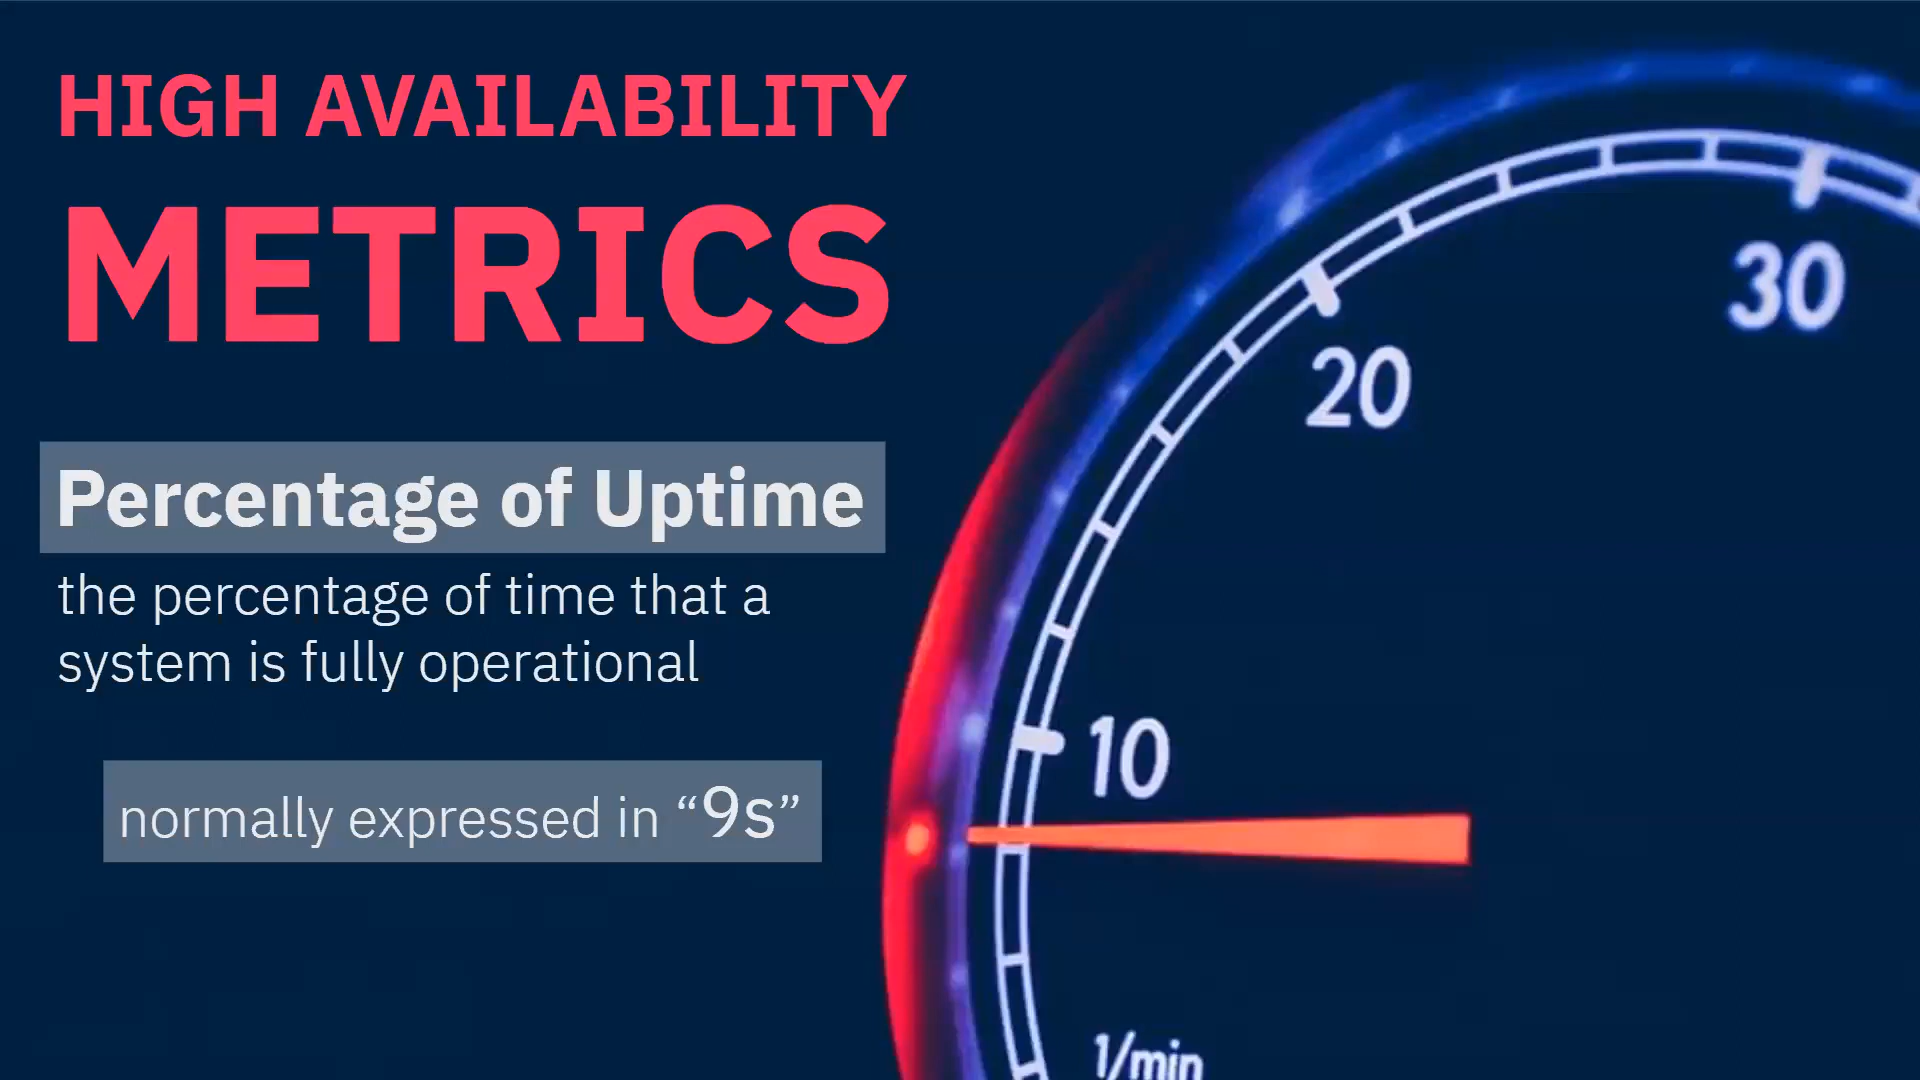 HIGH AVAILABILITY
METRICS
Percentage of Uptime
the percentage of time that a
system is fully operational
normally expressed in “9s”
30
20
10
1/min